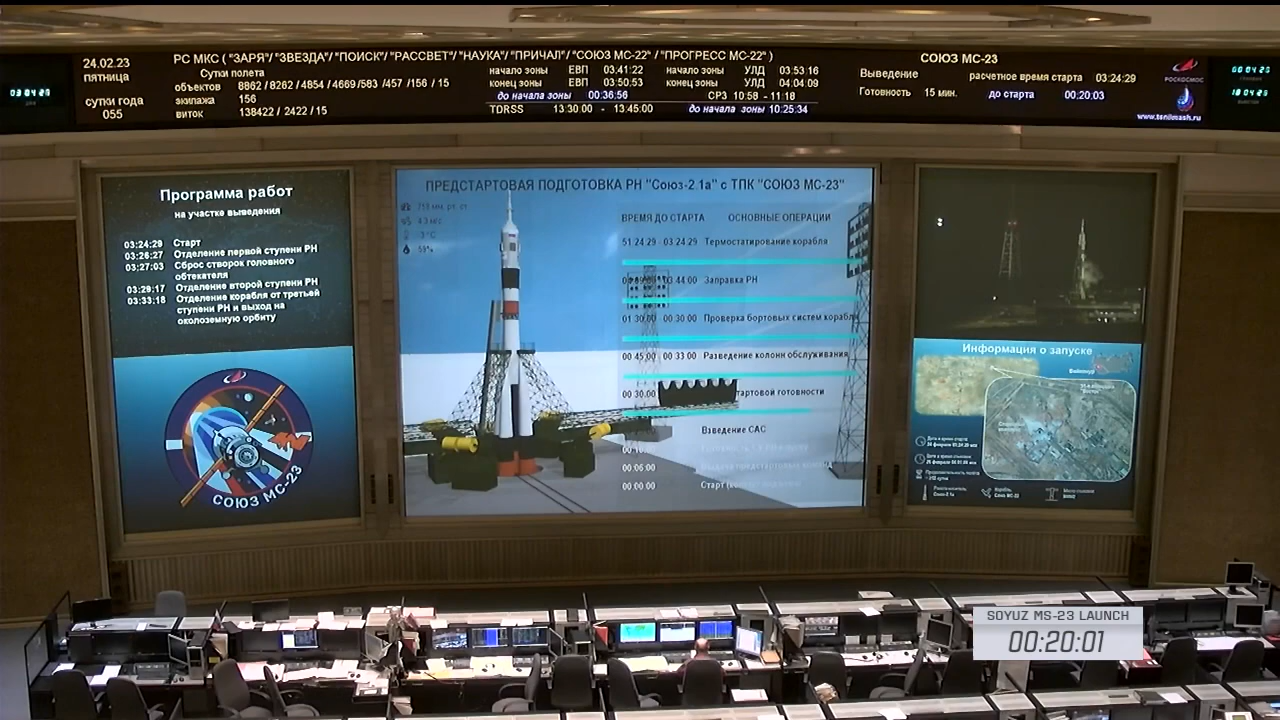 24.02.23
пятница
сутки года
055
РС МКС ( "ЗАРЯ"/ "ЗВЕЗДА"/ "ПОИСК"/ "РАССВЕТ"/ "НАУКА"/ "ПРИЧАЛ"/ "СОЮЗ МС-22" / "ПРОГРЕСС МС-22" )
Сутки полета
объектов 8862 / 8262 / 4854 / 4669 /583 /457 /156 / 15
экипажа 156
виток 138422 / 2422 / 15
начало зоны ЕВП 03:41:22
конец зоны ЕВП 03:50:53
до начала зоны 00:36:56
TDRSS 13:30:00 - 13:45:00
начало зоны УЛД 03:53:16
конец зоны УЛД 04:04:09
СРЗ 10:58 - 11:18
до начала зоны 10:25:34
СОЮЗ МС-23
Выведение расчетное время старта 03:24:29
Готовность 15 мин. до старта 00:20:03
РОСКОСМОС
www.tsniimash.ru
Программа работ
на участке выведения
03:24:29 Старт
03:26:27 Отделение первой ступени РН
03:27:03 Сброс створок головного
обтекателя
03:29:17 Отделение второй ступени РН
03:33:18 Отделение корабля от третьей
ступени РН и выход на
околоземную орбиту
СОЮЗ МС-23
ПРЕДСТАРТОВАЯ ПОДГОТОВКА РН "Союз-2.1а" с ТПК "СОЮЗ МС-23"
ВРЕМЯ ДО СТАРТА ОСНОВНЫЕ ОПЕРАЦИИ
51:24:29 - 03:24:29 Термостатирование корабля
Заправка РН
01:30:00 - 00:30:00 Проверка бортовых систем корабля
00:45:00 - 00:33:00 Разведение колонн обслуживания
00:30:00 стартовой готовности
Взведение САС
00:06:00
00:00:00 Старт
59%
Информация о запуске
Байконур
SOYUZ MS-23 LAUNCH
00:20:01